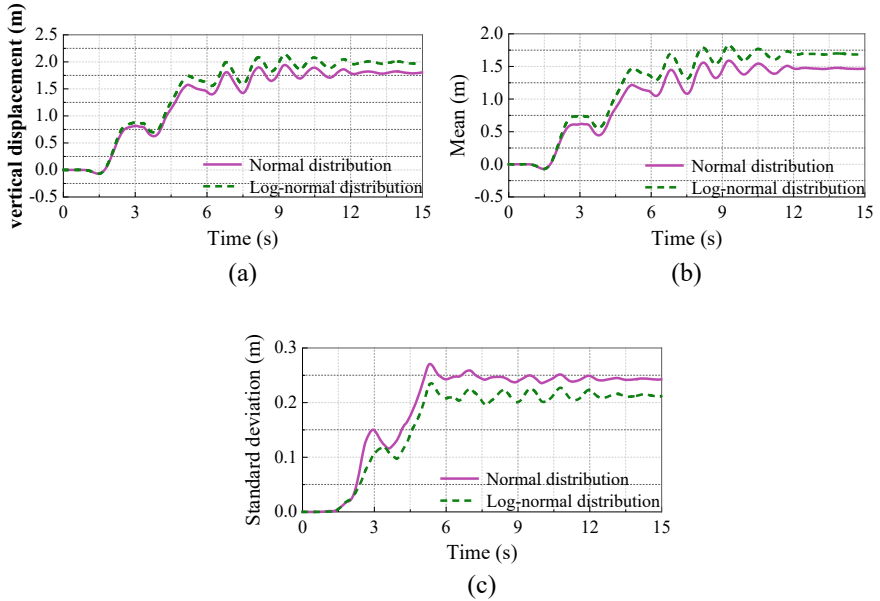 vertical displacement (m)
2.5
2.0
1.5
1.0
0.5
0.0
-0.5
Normal distribution
Log-normal distribution
0 3 6 9 12 15
Time (s)
(a)
Mean (m)
2.0
1.5
1.0
0.5
0.0
-0.5
Normal distribution
Log-normal distribution
0 3 6 9 12 15
Time (s)
(b)
Standard deviation (m)
0.3
0.2
0.1
0.0
Normal distribution
Log-normal distribution
0 3 6 9 12 15
Time (s)
(c)